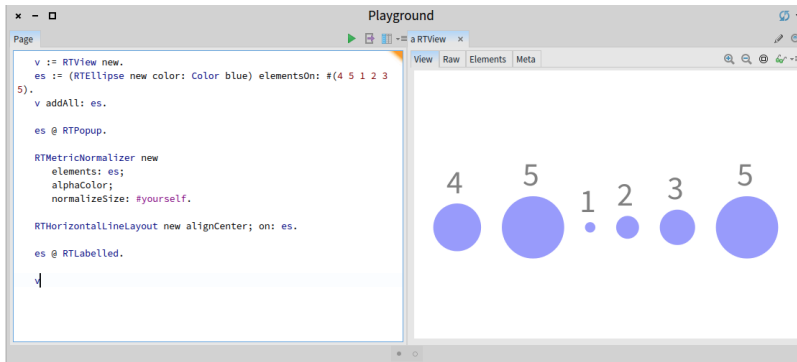 Playground
Page
v := RTView new.
es := (RTEllipse new color: Color blue) elementsOn: #(4 5 1 2 3
5).
v addAll: es.
es @ RTPopup.
RTMetricNormalizer new
elements: es;
alphaColor;
normalizeSize: #yourself.
RTHorizontalLineLayout new alignCenter; on: es.
es @ RTLabelled.
v
a RTView ×
View Raw Elements Meta
4 5 1 2 3 5